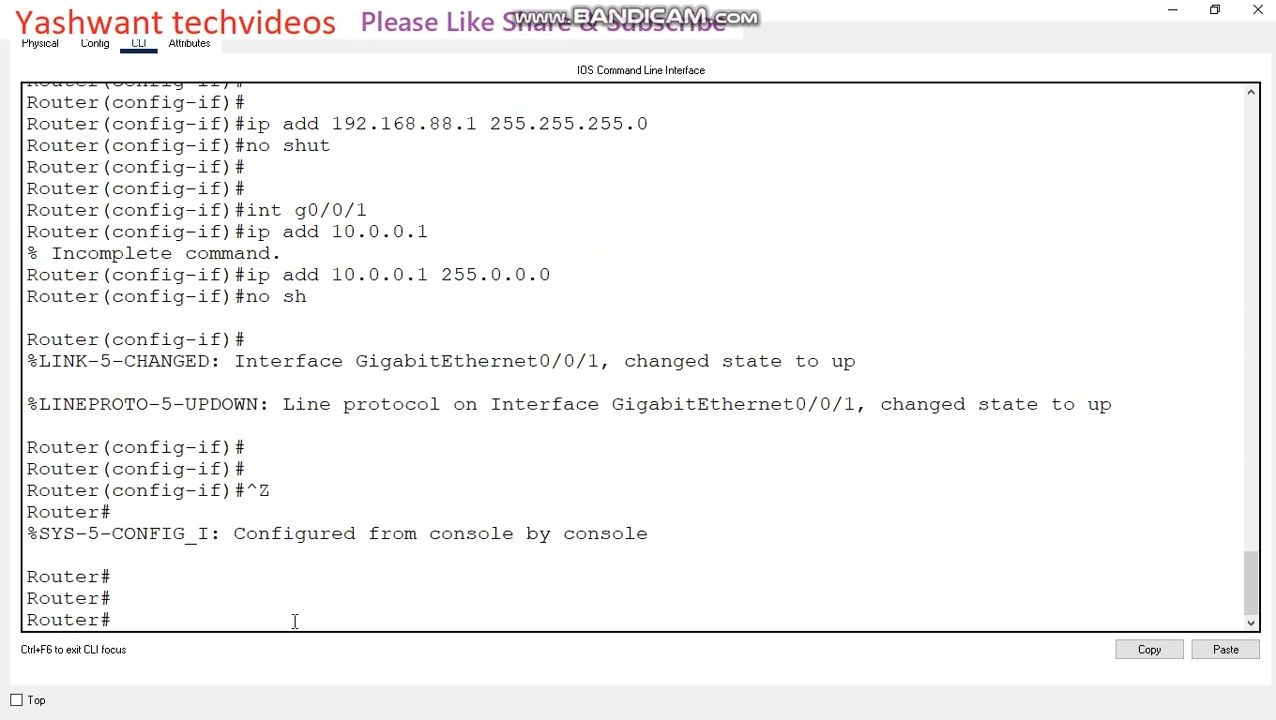 Yashwant techvideos
Please Like Share & Subscribe
www.BANDICAM.com
Physical Config CLI Attributes
IOS Command Line Interface
Router(config-if)#
Router(config-if)#
Router(config-if)#ip add 192.168.88.1 255.255.255.0
Router(config-if)#no shut
Router(config-if)#
Router(config-if)#
Router(config-if)#int g0/0/1
Router(config-if)#ip add 10.0.0.1
% Incomplete command.
Router(config-if)#ip add 10.0.0.1 255.0.0.0
Router(config-if)#no sh
Router(config-if)#
%LINK-5-CHANGED: Interface GigabitEthernet0/0/1, changed state to up
%LINEPROTO-5-UPDOWN: Line protocol on Interface GigabitEthernet0/0/1, changed state to up
Router(config-if)#
Router(config-if)#
Router(config-if)#^Z
Router#
%SYS-5-CONFIG_I: Configured from console by console
Router#
Router#
Router#
Ctrl+F6 to exit CLI focus
Copy
Paste
Top